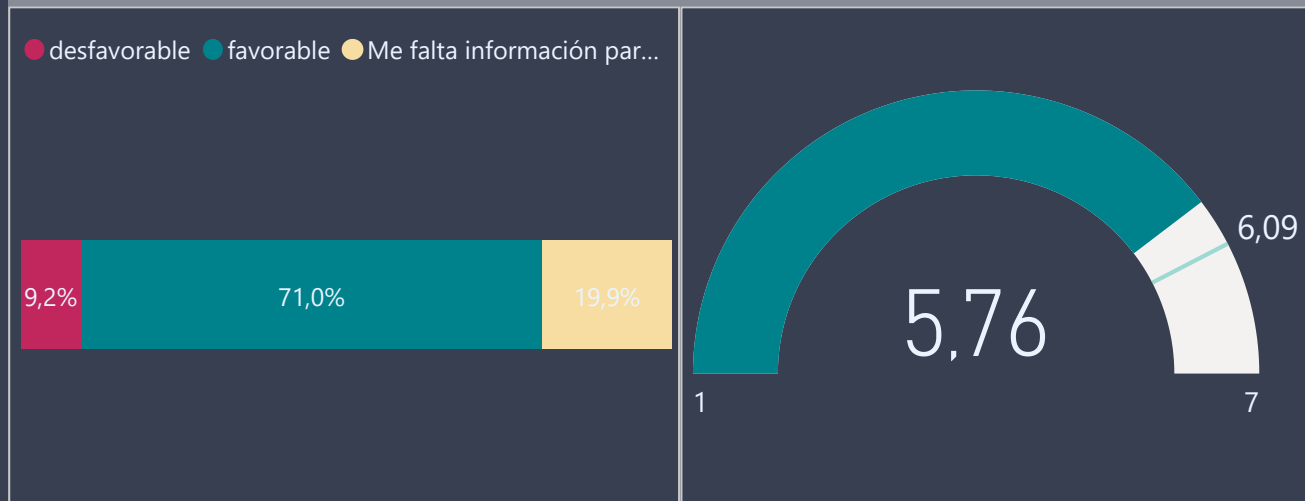 desfavorable favorable Me falta información par...
9,2% 71,0% 19,9%
6,09
5,76
1 7